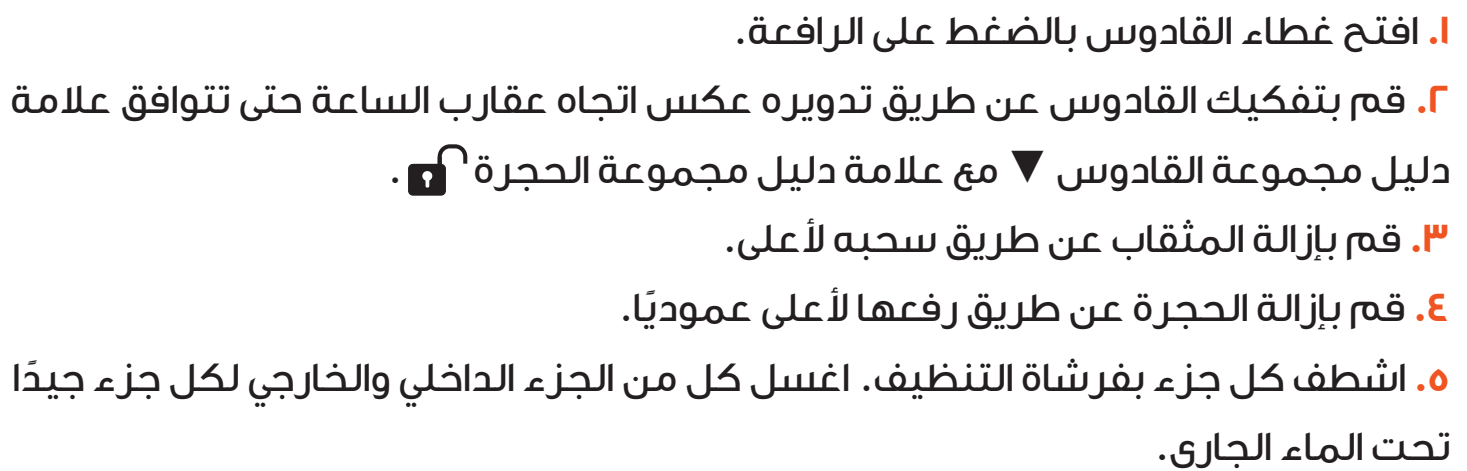 ١. افتح غطاء القادوس بالضغط على الرافعة.
٢. قم بتفكيك القادوس عن طريق تدويره عكس اتجاه عقارب الساعة حتى تتوافق علامة
دليل مجموعة القادوس ▼ مع علامة دليل مجموعة الحجرة 🔓 .
٣. قم بإزالة المثقاب عن طريق سحبه لأعلى.
٤. قم بإزالة الحجرة عن طريق رفعها لأعلى عموديًا.
٥. اشطف كل جزء بفرشاة التنظيف. اغسل كل من الجزء الداخلي والخارجي لكل جزء جيدًا
تحت الماء الجاري.